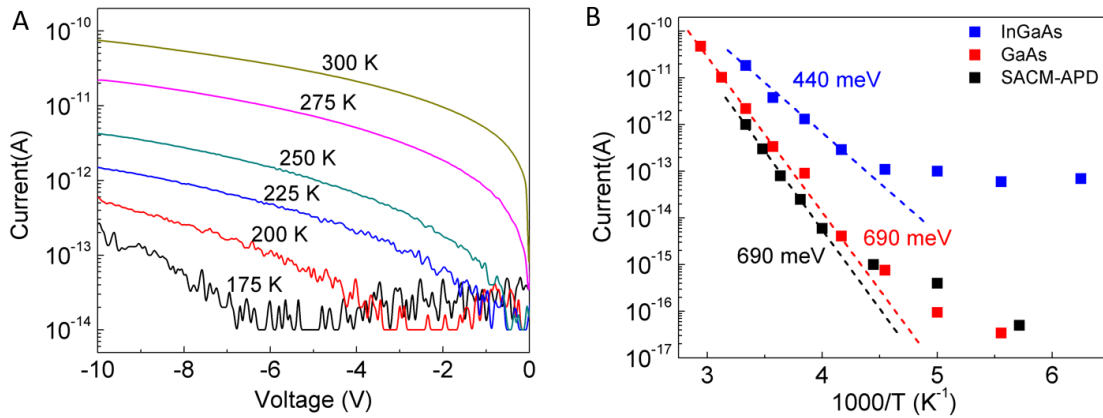 A
10⁻¹⁰
10⁻¹¹
10⁻¹²
10⁻¹³
10⁻¹⁴
Current(A)
300 K
275 K
250 K
225 K
200 K
175 K
-10
-8
-6
-4
-2
0
Voltage (V)
B
10⁻¹⁰
10⁻¹¹
10⁻¹²
10⁻¹³
10⁻¹⁴
10⁻¹⁵
10⁻¹⁶
10⁻¹⁷
Current(A)
InGaAs
GaAs
SACM-APD
440 meV
690 meV
690 meV
3
4
5
6
1000/T (K⁻¹)